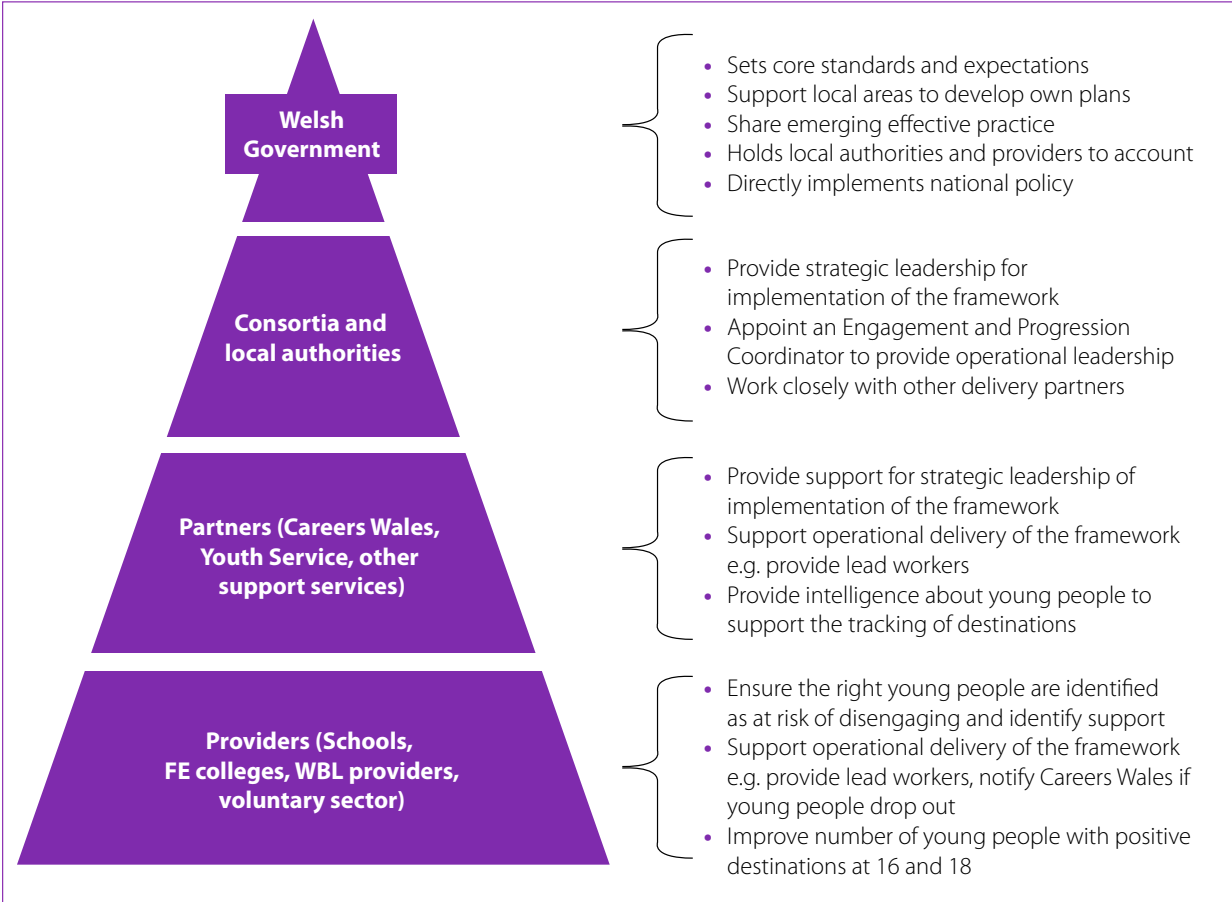 Welsh
Government
• Sets core standards and expectations
• Support local areas to develop own plans
• Share emerging effective practice
• Holds local authorities and providers to account
• Directly implements national policy
Consortia and
local authorities
• Provide strategic leadership for
implementation of the framework
• Appoint an Engagement and Progression
Coordinator to provide operational leadership
• Work closely with other delivery partners
Partners (Careers Wales,
Youth Service, other
support services)
• Provide support for strategic leadership of
implementation of the framework
• Support operational delivery of the framework
e.g. provide lead workers
• Provide intelligence about young people to
support the tracking of destinations
Providers (Schools,
FE colleges, WBL providers,
voluntary sector)
• Ensure the right young people are identified
as at risk of disengaging and identify support
• Support operational delivery of the framework
e.g. provide lead workers, notify Careers Wales if
young people drop out
• Improve number of young people with positive
destinations at 16 and 18